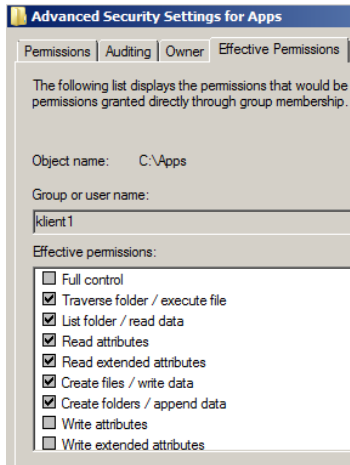 Advanced Security Settings for Apps
Permissions Auditing Owner Effective Permissions
The following list displays the permissions that would be
permissions granted directly through group membership.
Object name: C:\Apps
Group or user name:
klient1
Effective permissions:
Full control
Traverse folder / execute file
List folder / read data
Read attributes
Read extended attributes
Create files / write data
Create folders / append data
Write attributes
Write extended attributes